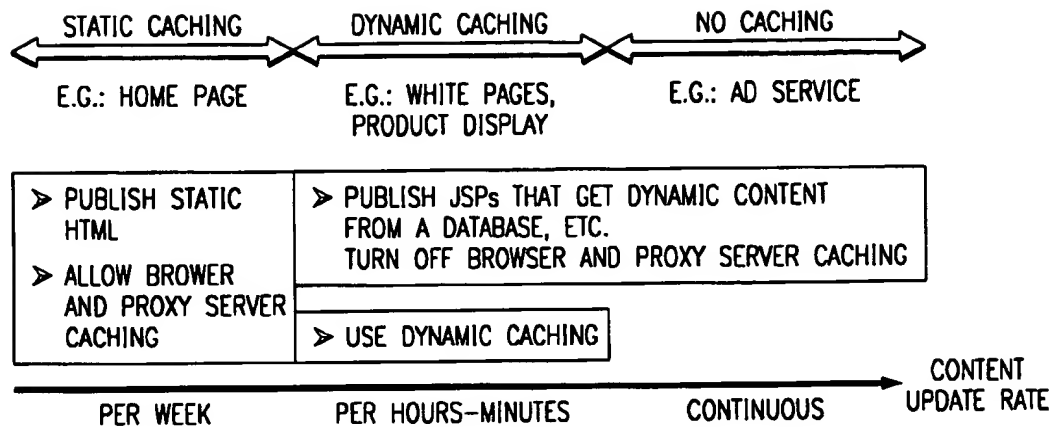 STATIC CACHING
DYNAMIC CACHING
NO CACHING
E.G.: HOME PAGE
E.G.: WHITE PAGES,
PRODUCT DISPLAY
E.G.: AD SERVICE
➢ PUBLISH STATIC
HTML
➢ ALLOW BROWER
AND PROXY SERVER
CACHING
➢ PUBLISH JSPs THAT GET DYNAMIC CONTENT
FROM A DATABASE, ETC.
TURN OFF BROWSER AND PROXY SERVER CACHING
➢ USE DYNAMIC CACHING
PER WEEK
PER HOURS-MINUTES
CONTINUOUS
CONTENT
UPDATE RATE